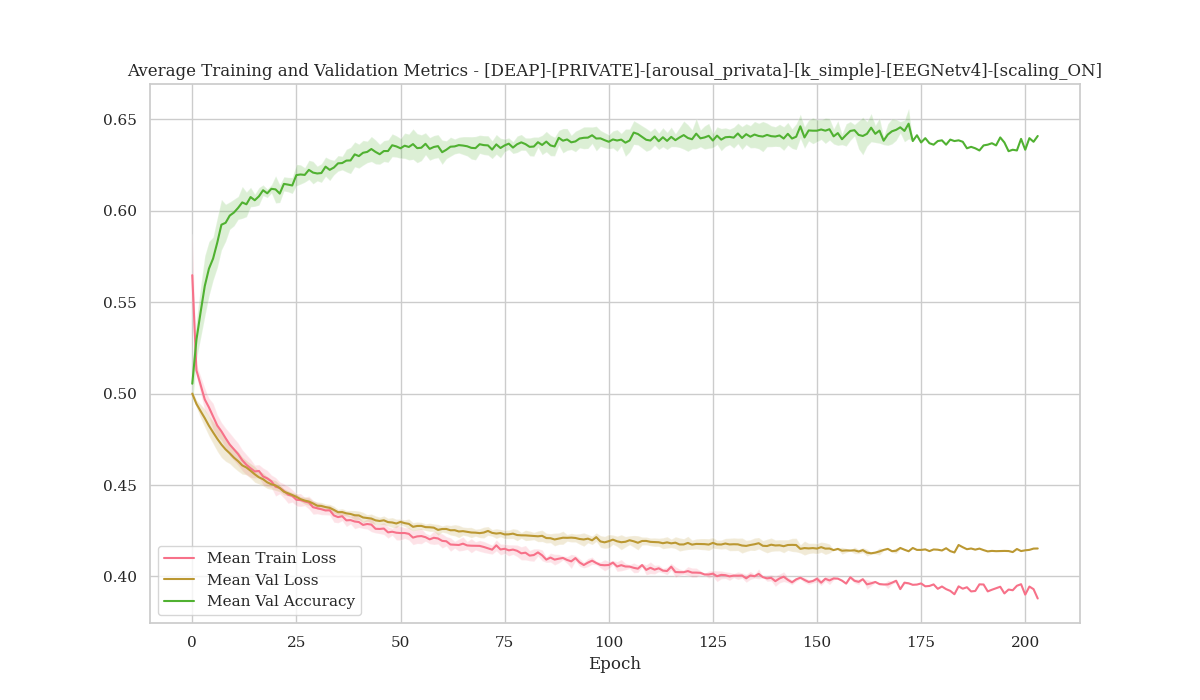 Average Training and Validation Metrics - [DEAP]-[PRIVATE]-[arousal_privata]-[k_simple]-[EEGNetv4]-[scaling_ON]
0.65
0.60
0.55
0.50
0.45
0.40
Mean Train Loss
Mean Val Loss
Mean Val Accuracy
0 25 50 75 100 125 150 175 200
Epoch